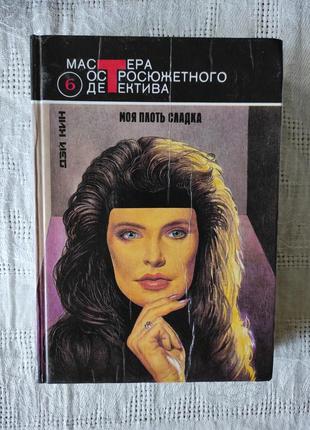 МАСТЕРА
6 ОСТРОСЮЖЕТНОГО
ДЕТЕКТИВА
ДЭЙ КИН
МОЯ ПЛОТЬ СЛАДКА